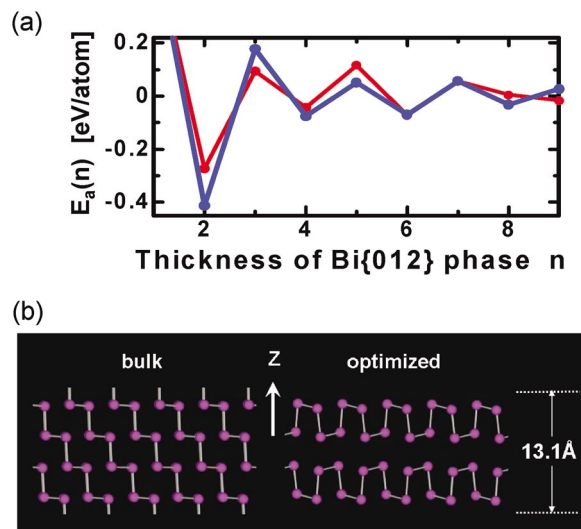 (a)
E_a(n) [eV/atom]
0.2
0
-0.2
-0.4
2 4 6 8
Thickness of Bi{012} phase n
(b)
bulk z optimized
13.1Å